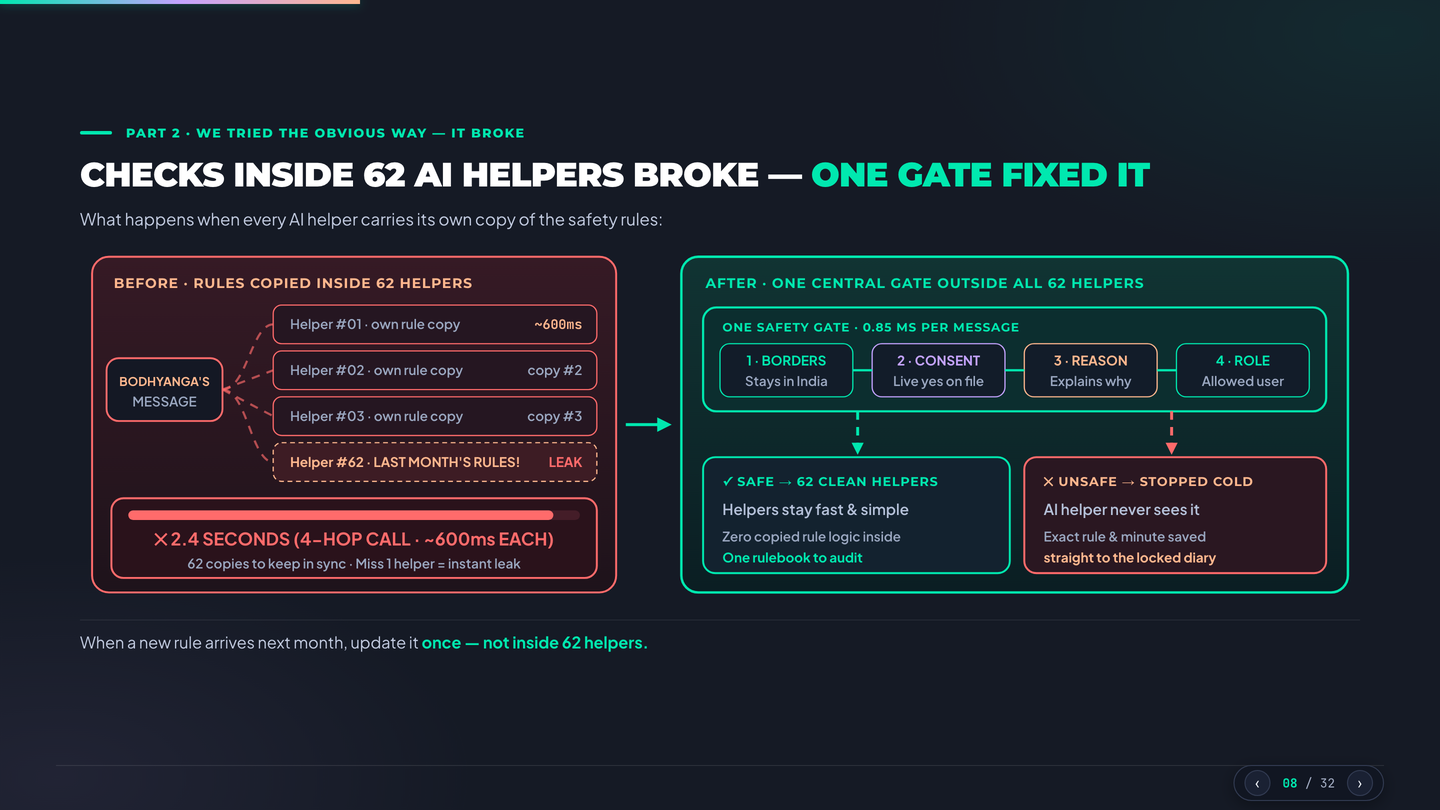 PART 2 · WE TRIED THE OBVIOUS WAY — IT BROKE
CHECKS INSIDE 62 AI HELPERS BROKE — ONE GATE FIXED IT
What happens when every AI helper carries its own copy of the safety rules:
BEFORE · RULES COPIED INSIDE 62 HELPERS
BODHYANGA'S
MESSAGE
Helper #01 · own rule copy ~600ms
Helper #02 · own rule copy copy #2
Helper #03 · own rule copy copy #3
Helper #62 · LAST MONTH'S RULES! LEAK
✕ 2.4 SECONDS (4-HOP CALL · ~600ms EACH)
62 copies to keep in sync · Miss 1 helper = instant leak
AFTER · ONE CENTRAL GATE OUTSIDE ALL 62 HELPERS
ONE SAFETY GATE · 0.85 MS PER MESSAGE
1 · BORDERS
Stays in India
2 · CONSENT
Live yes on file
3 · REASON
Explains why
4 · ROLE
Allowed user
✓ SAFE → 62 CLEAN HELPERS
Helpers stay fast & simple
Zero copied rule logic inside
One rulebook to audit
✕ UNSAFE → STOPPED COLD
AI helper never sees it
Exact rule & minute saved
straight to the locked diary
When a new rule arrives next month, update it once — not inside 62 helpers.
‹ 08 / 32 ›